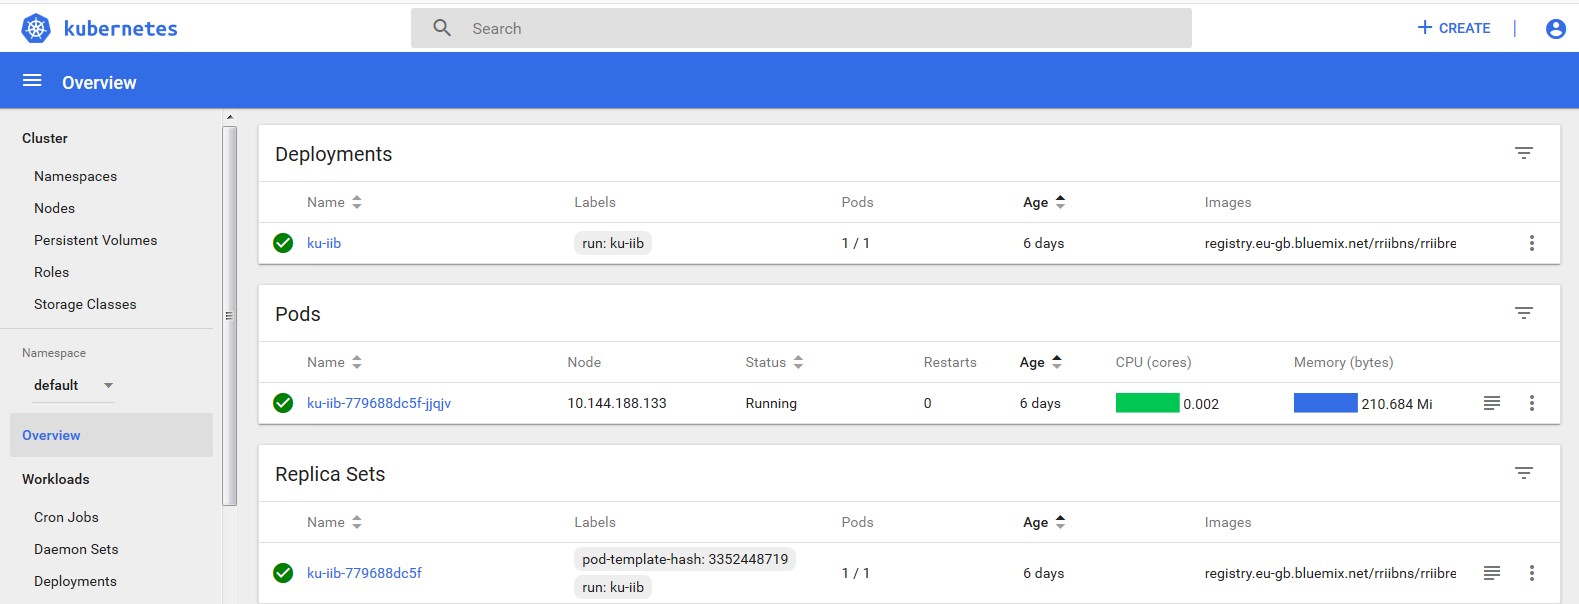 kubernetes
Search
CREATE
Overview
Cluster
Namespaces
Nodes
Persistent Volumes
Roles
Storage Classes
Namespace
default
Overview
Workloads
Cron Jobs
Daemon Sets
Deployments
Deployments
Name Labels Pods Age Images
ku-iib run: ku-iib 1 / 1 6 days registry.eu-gb.bluemix.net/rriibns/rriibre
Pods
Name Node Status Restarts Age CPU (cores) Memory (bytes)
ku-iib-779688dc5f-jjqjv 10.144.188.133 Running 0 6 days 0.002 210.684 Mi
Replica Sets
Name Labels Pods Age Images
pod-template-hash: 3352448719
ku-iib-779688dc5f 1 / 1 6 days registry.eu-gb.bluemix.net/rriibns/rriibre
run: ku-iib